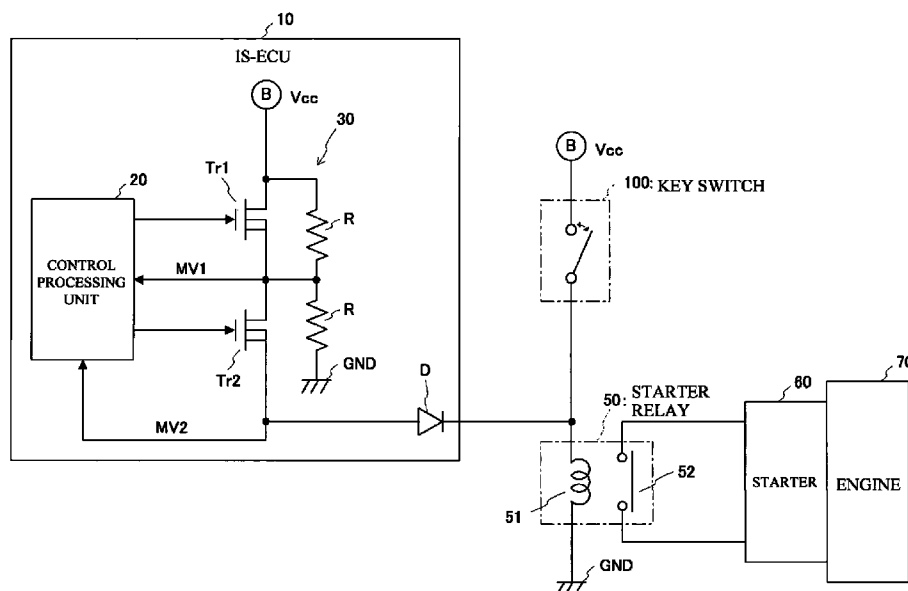 10
IS-ECU
B Vcc
30
Tr1
20
R
CONTROL
PROCESSING
UNIT
MV1
R
Tr2
GND
MV2
D
B Vcc
100: KEY SWITCH
50: STARTER
RELAY
51
52
GND
60
STARTER
70
ENGINE